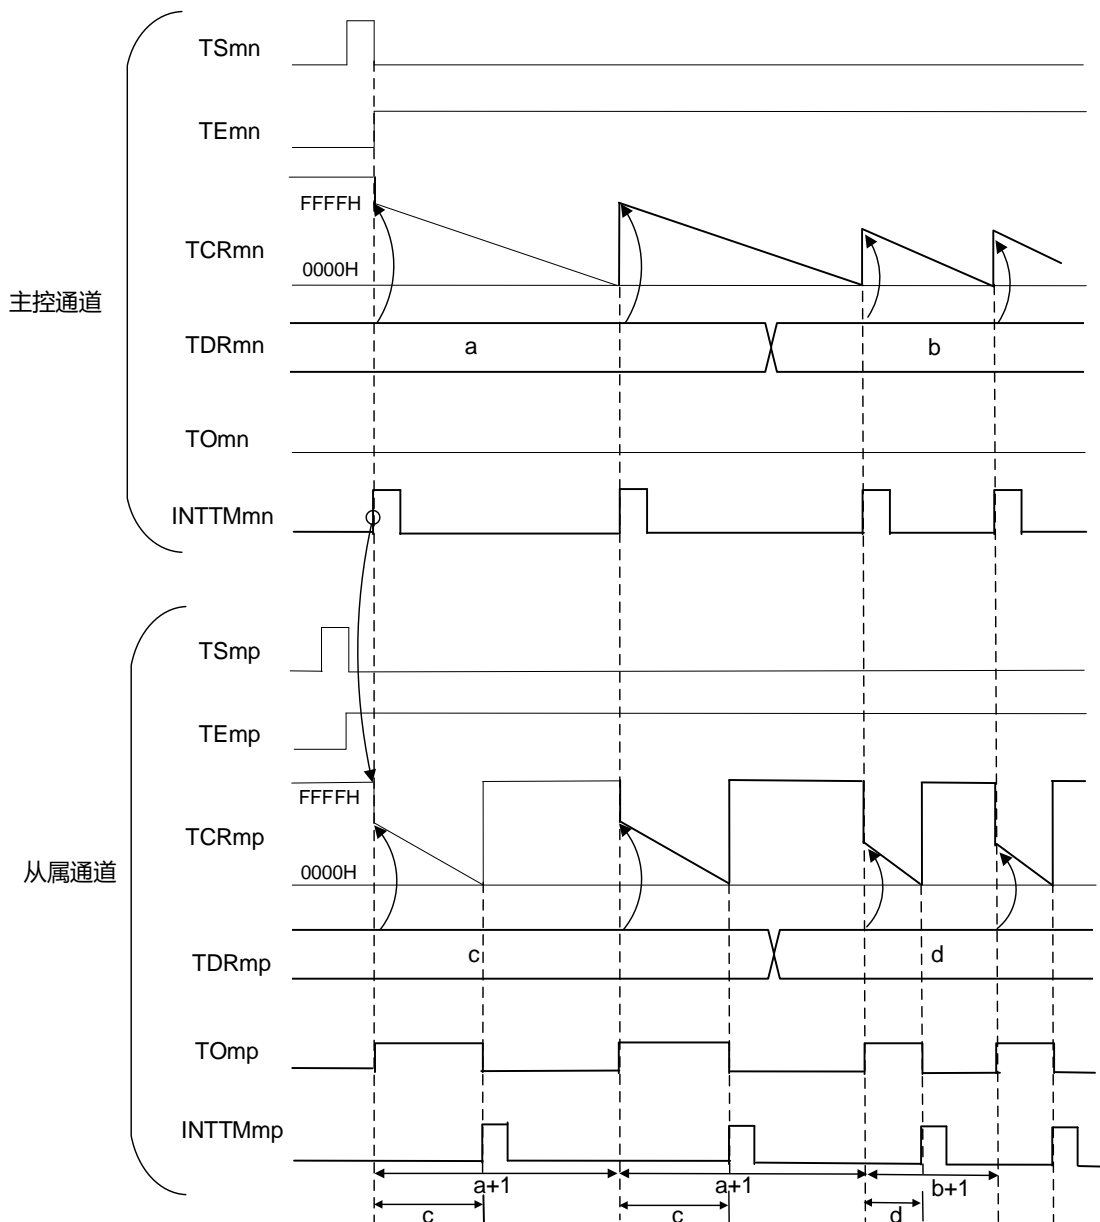 TSmn
TEmn
FFFFH
TCRmn
0000H
主控通道
TDRmn
a
b
TOmn
INTTMmn
TSmp
TEmp
FFFFH
TCRmp
从属通道
0000H
TDRmp
c
d
TOmp
INTTMmp
a+1
a+1
b+1
c
c
d